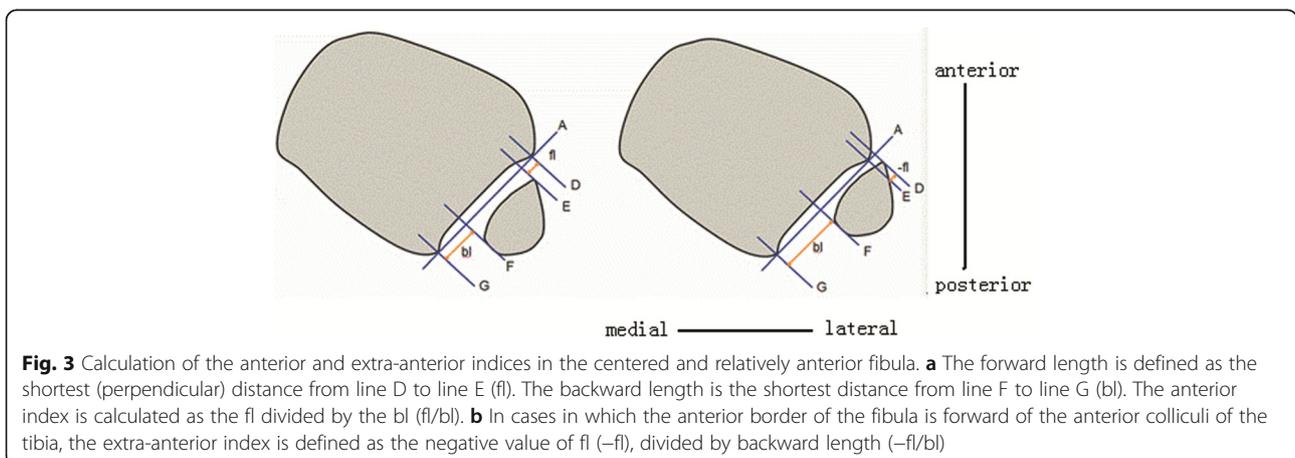 A
fl
D
E
bl
F
G
A
-fl
D
E
F
bl
G
anterior
posterior
medial
lateral
Fig. 3 Calculation of the anterior and extra-anterior indices in the centered and relatively anterior fibula. a The forward length is defined as the
shortest (perpendicular) distance from line D to line E (fl). The backward length is the shortest distance from line F to line G (bl). The anterior
index is calculated as the fl divided by the bl (fl/bl). b In cases in which the anterior border of the fibula is forward of the anterior colliculi of the
tibia, the extra-anterior index is defined as the negative value of fl (−fl), divided by backward length (−fl/bl)